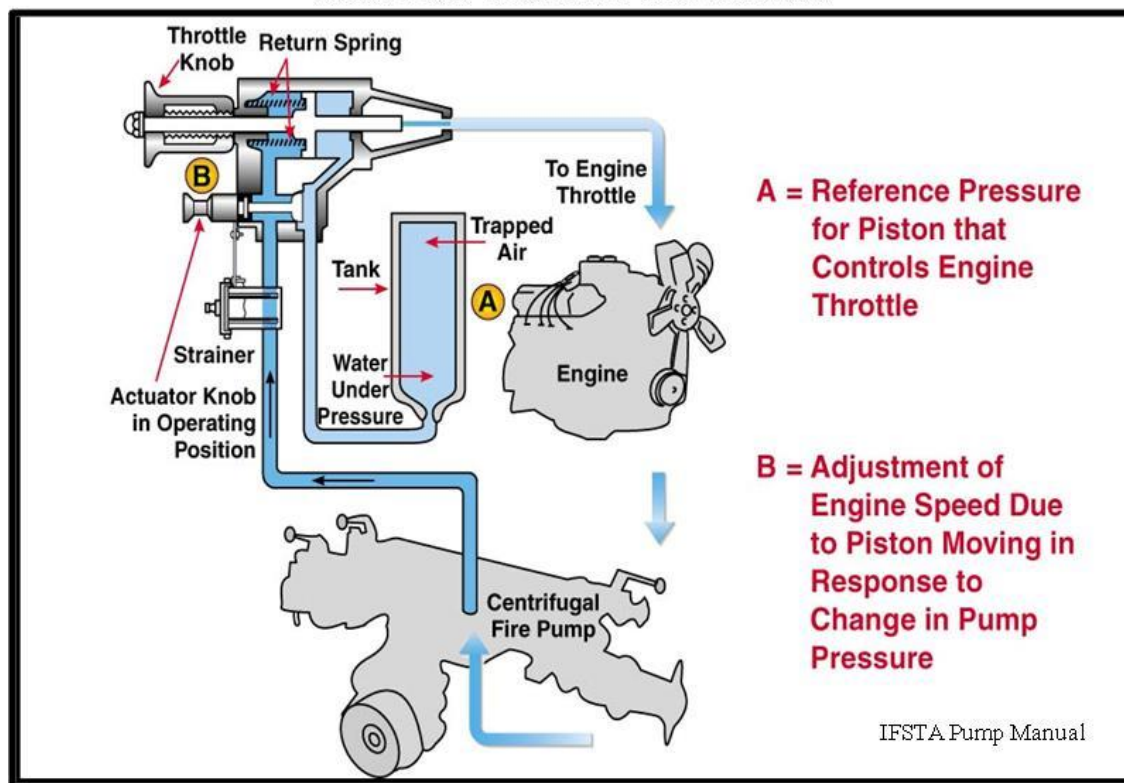 Throttle
Knob
Return Spring
B
To Engine
Throttle
Trapped
Air
Tank
A
Strainer
Water
Under
Pressure
Engine
Actuator Knob
in Operating
Position
Centrifugal
Fire Pump
A = Reference Pressure
for Piston that
Controls Engine
Throttle
B = Adjustment of
Engine Speed Due
to Piston Moving in
Response to
Change in Pump
Pressure
IFSTA Pump Manual